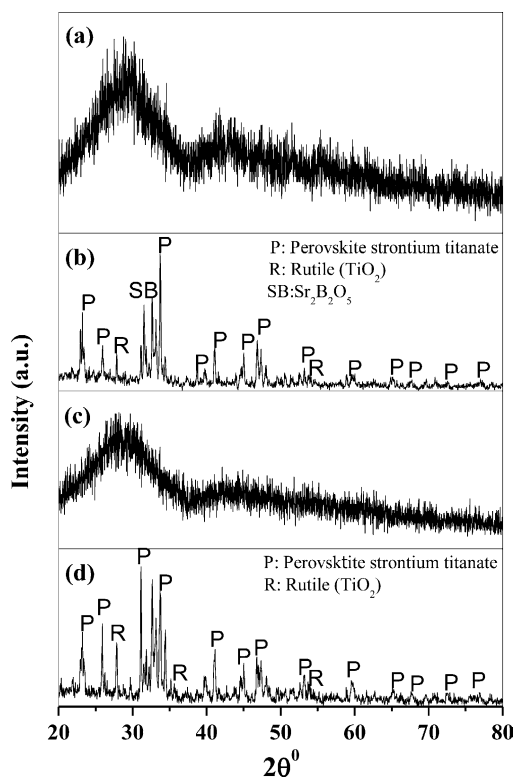 (a)
P: Perovskite strontium titanate
R: Rutile (TiO2)
SB:Sr2B2O5
(b)
P
P
R
SB
P
P
P
P
P
P
R
P
P
P
P
P
(c)
P: Perovsktite strontium titanate
R: Rutile (TiO2)
(d)
P
P
R
P
P
R
P
P
P
P
R
P
P
P
P
P
Intensity (a.u.)
20 30 40 50 60 70 80
2θ0